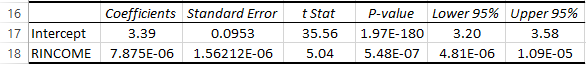 16 Coefficients Standard Error t Stat P-value Lower 95% Upper 95%
17 Intercept 3.39 0.0953 35.56 1.97E-180 3.20 3.58
18 RINCOME 7.875E-06 1.56212E-06 5.04 5.48E-07 4.81E-06 1.09E-05